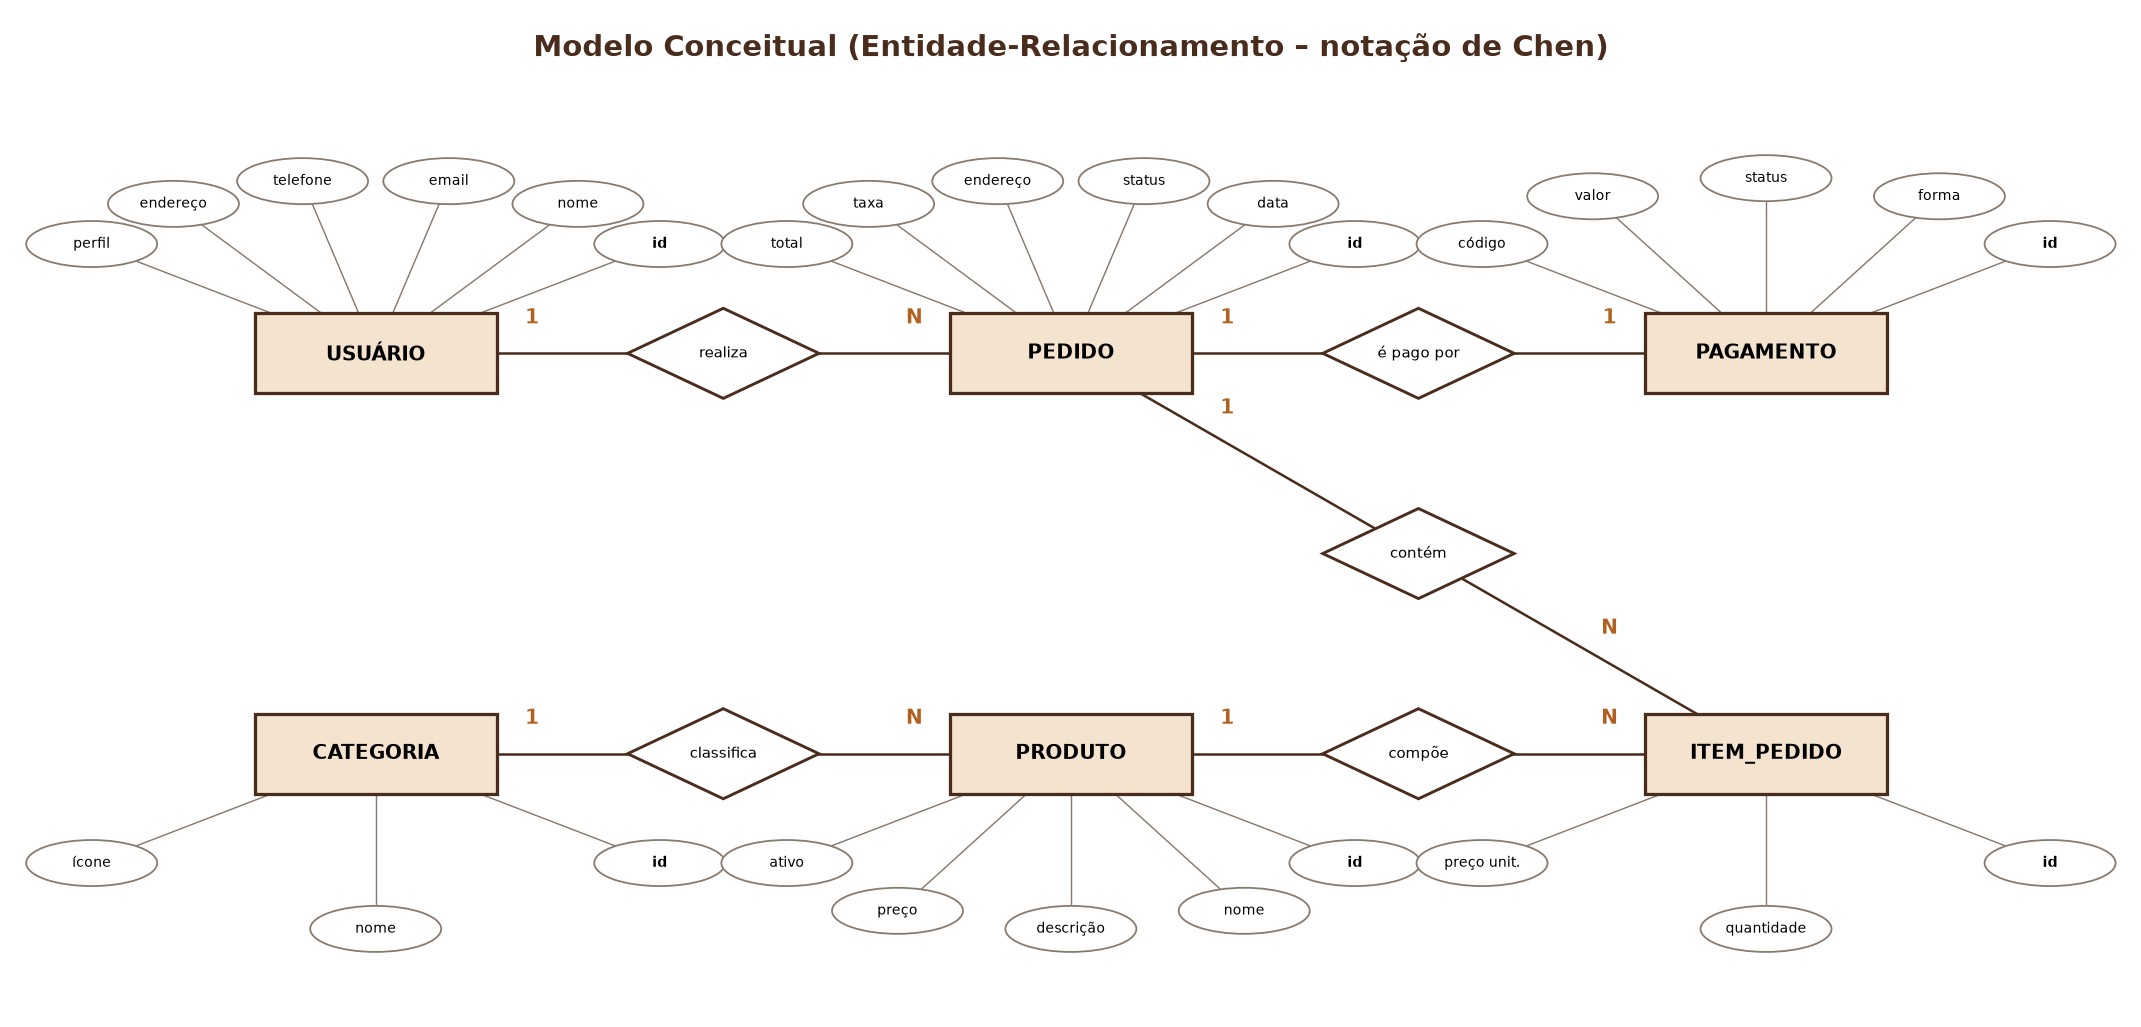 Modelo Conceitual (Entidade-Relacionamento – notação de Chen)
telefone
email
endereço
nome
perfil
id
endereço
status
taxa
data
total
id
status
valor
forma
código
id
USUÁRIO
1
realiza
N
PEDIDO
1
é pago por
1
PAGAMENTO
1
contém
N
CATEGORIA
1
classifica
N
PRODUTO
1
compõe
N
ITEM_PEDIDO
ícone
nome
id
ativo
preço
descrição
nome
id
preço unit.
quantidade
id